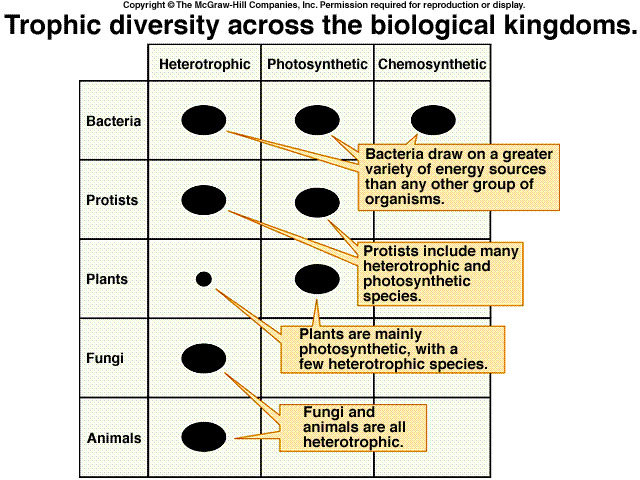 Copyright © The McGraw-Hill Companies, Inc. Permission required for reproduction or display.
Trophic diversity across the biological kingdoms.
Heterotrophic Photosynthetic Chemosynthetic
Bacteria
Bacteria draw on a greater
variety of energy sources
than any other group of
organisms.
Protists
Protists include many
heterotrophic and
photosynthetic
species.
Plants
Plants are mainly
photosynthetic, with a
few heterotrophic species.
Fungi
Fungi and
animals are all
heterotrophic.
Animals